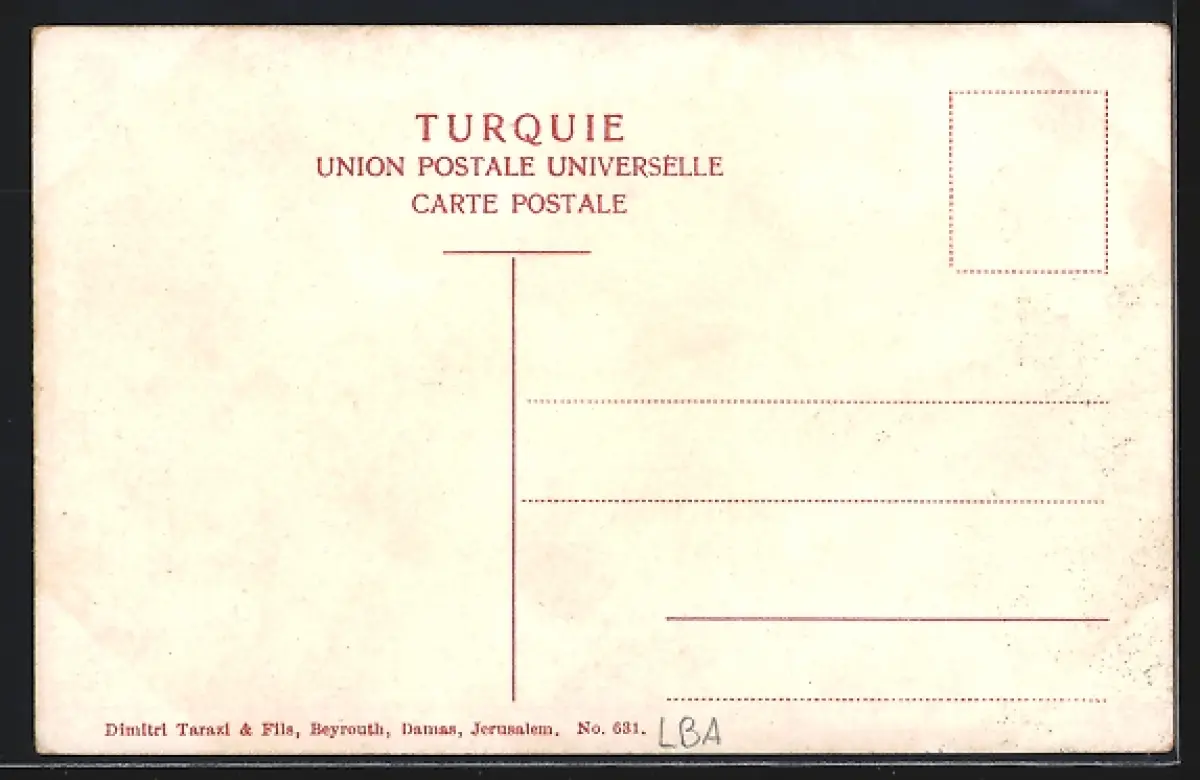 TURQUIE
UNION POSTALE UNIVERSELLE
CARTE POSTALE
Dimitri Tarazi & Fils, Beyrouth, Damas, Jerusalem. No. 631. LBA